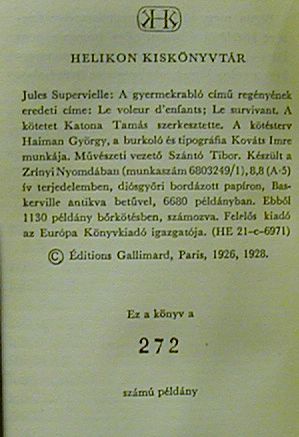 KHK
HELIKON KISKÖNYVTÁR
Jules Supervielle: A gyermekrabló című regényének
eredeti címe: Le voleur d'enfants; Le survivant. A
kötetet Katona Tamás szerkesztette. A kötésterv
Haiman György, a burkoló és tipográfia Kováts Imre
munkája. Művészeti vezető Szántó Tibor. Készült a
Zrínyi Nyomdában (munkaszám 6803249/1), 8,8 (A-5)
ív terjedelemben, diósgyőri bordázott papíron, Bas-
kerville antikva betűvel, 6680 példányban. Ebből
1130 példány bőrkötésben, számozva. Felelős kiadó
az Európa Könyvkiadó igazgatója. (HE 21-c-6971)
© Éditions Gallimard, Paris, 1926, 1928.
Ez a könyv a
272
számú példány